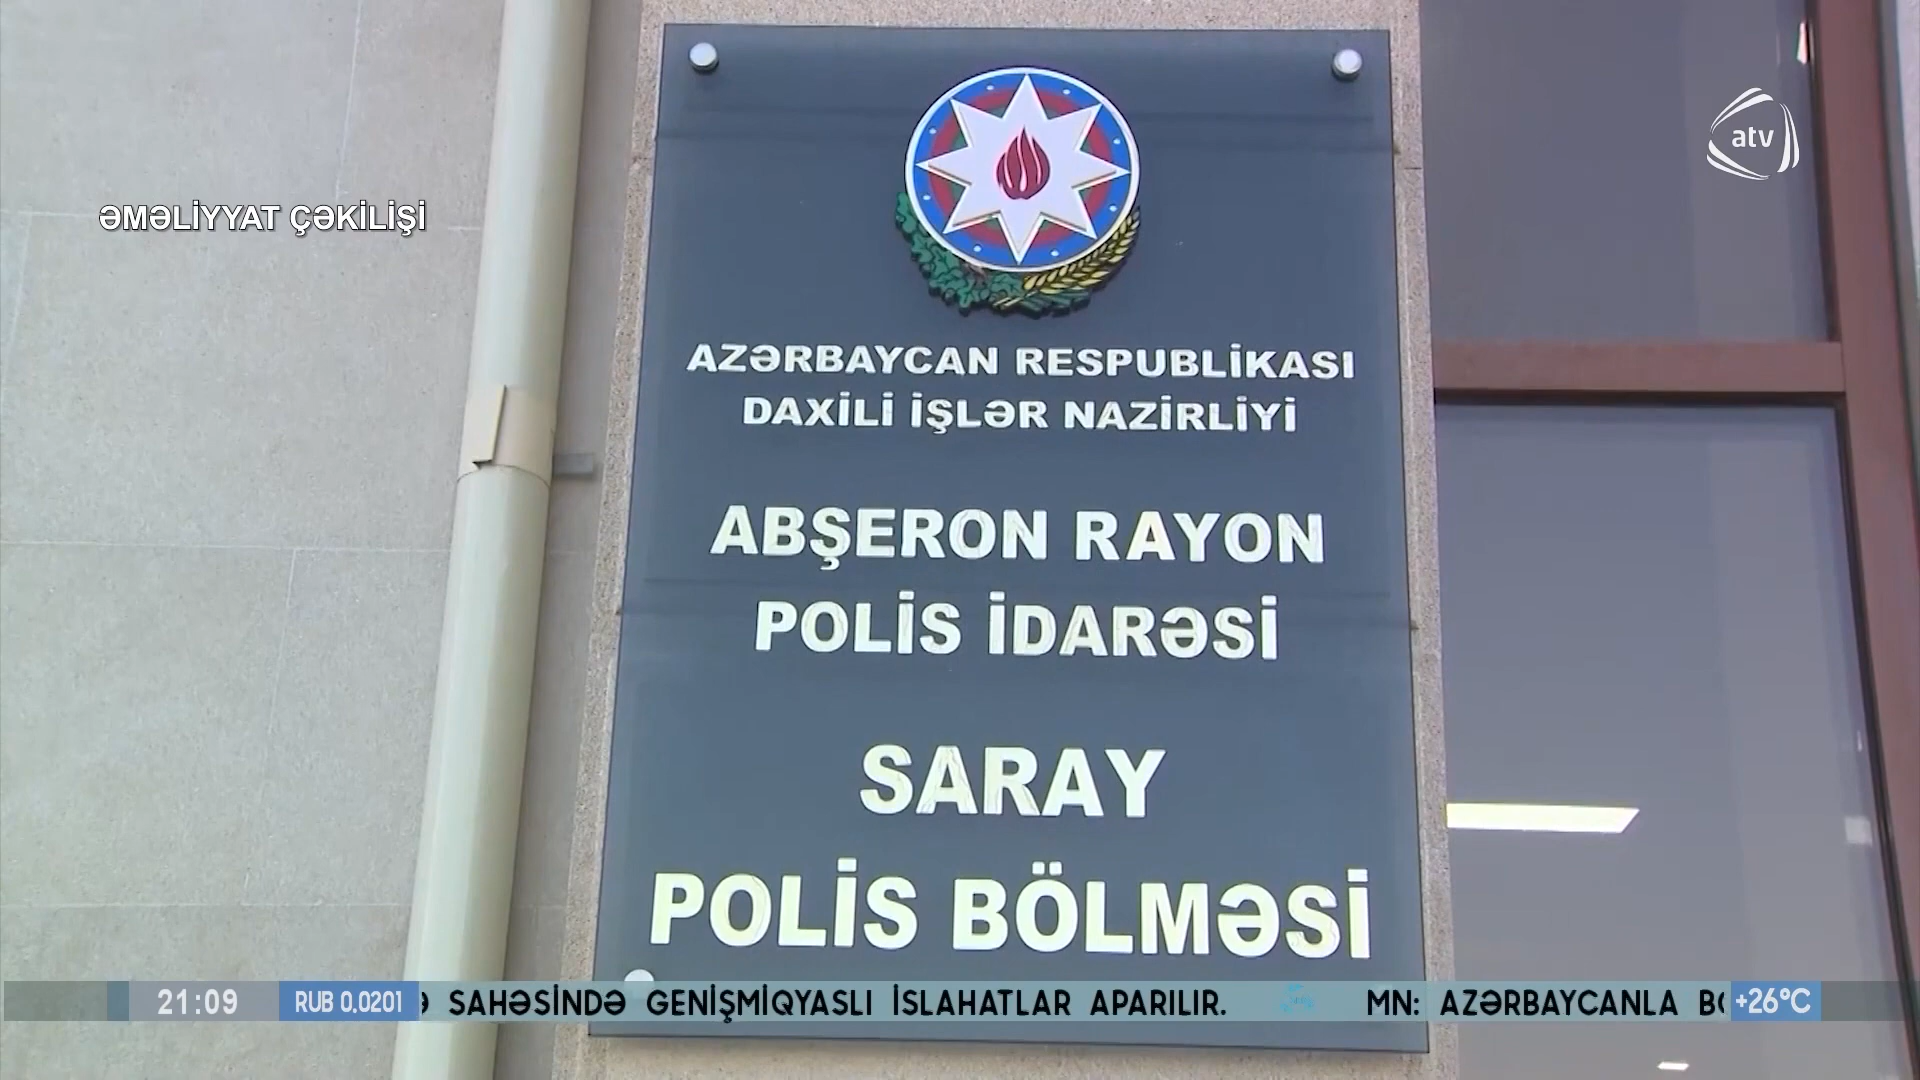 atv
ƏMƏLİYYAT ÇƏKİLİŞİ
AZƏRBAYCAN RESPUBLİKASI
DAXİLİ İŞLƏR NAZİRLİYİ
ABŞERON RAYON
POLİS İDARƏSİ
SARAY
POLİS BÖLMƏSİ
21:09 RUB 0,0201 SAHƏSİNDƏ GENİŞMİQYASLI İSLAHATLAR APARILIR. MN: AZƏRBAYCANLA +26°C